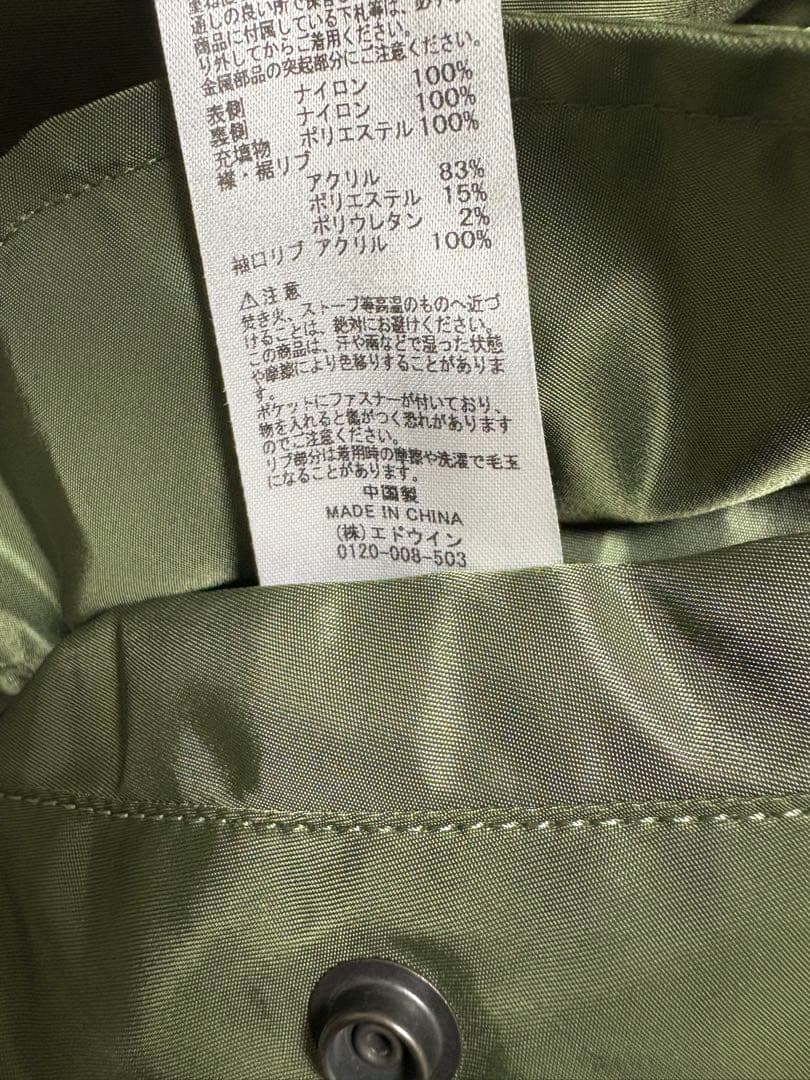 通しの良い所で保管
商品に付属している下札等は、必ず
り外してからご着用ください。
金属部品の突起部分にご注意ください。
表側 ナイロン 100%
裏側 ナイロン 100%
充填物 ポリエステル 100%
襟・裾リブ
アクリル 83%
ポリエステル 15%
ポリウレタン 2%
袖口リブ アクリル 100%
⚠注意
焚き火、ストーブ等高温のものへ近づ
けることは、絶対にお避けください。
この商品は、汗や雨などで湿った状態
や摩擦により色移りすることがありま
す。
ポケットにファスナーが付いており、
物を入れると傷がつく恐れがあります
のでご注意ください。
リブ部分は着用時の摩擦や洗濯で毛玉
になることがあります。
中国製
MADE IN CHINA
(株)エドウイン
0120-008-503